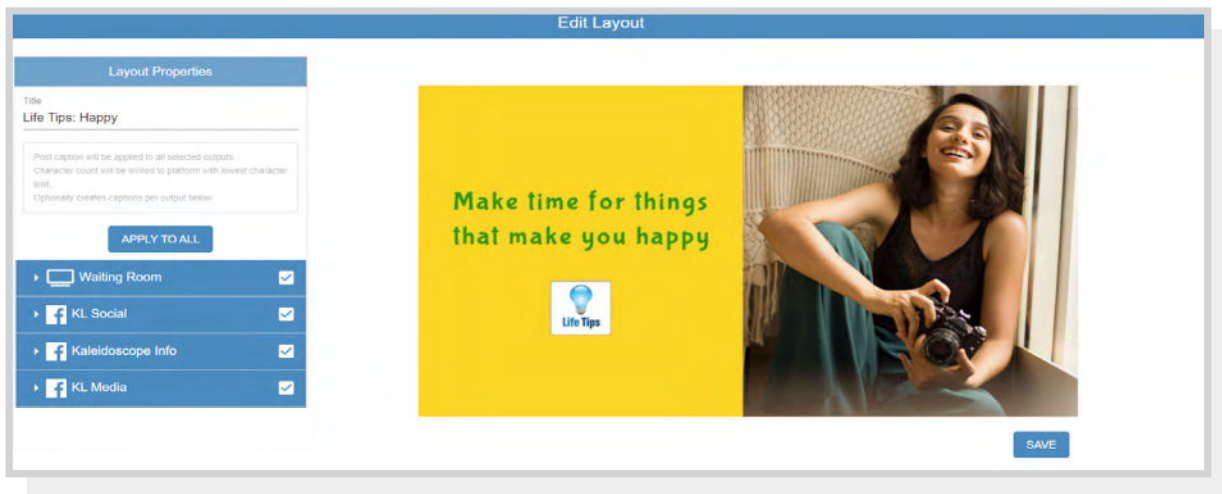 Edit Layout
Layout Properties
Title
Life Tips: Happy
Post caption will be applied to all selected outputs.
Character count will be limited to platform with lowest character
limit.
Optionally creates captions per output below
APPLY TO ALL
Waiting Room
KL Social
Kaleidoscope Info
KL Media
Make time for things
that make you happy
Life Tips
SAVE